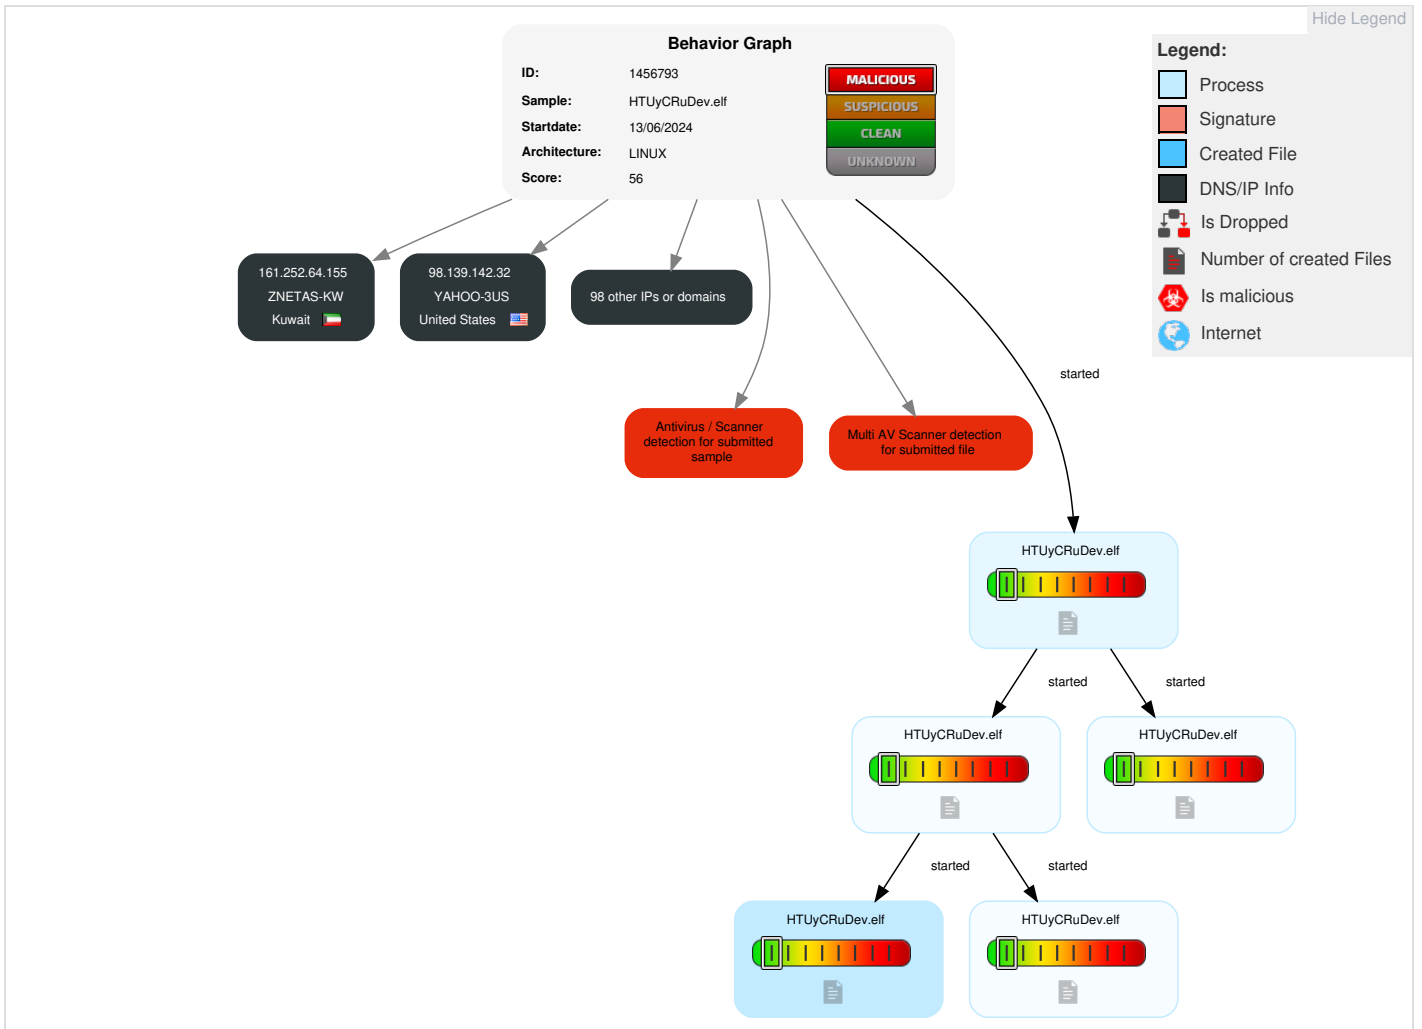 Hide Legend
Behavior Graph
ID: 1456793
Sample: HTUyCRuDev.elf
Startdate: 13/06/2024
Architecture: LINUX
Score: 56
MALICIOUS
SUSPICIOUS
CLEAN
UNKNOWN
Legend:
Process
Signature
Created File
DNS/IP Info
Is Dropped
Number of created Files
Is malicious
Internet
161.252.64.155
ZNETAS-KW
Kuwait
98.139.142.32
YAHOO-3US
United States
98 other IPs or domains
started
Antivirus / Scanner
detection for submitted
sample
Multi AV Scanner detection
for submitted file
HTUyCRuDev.elf
started
started
HTUyCRuDev.elf
HTUyCRuDev.elf
started
started
HTUyCRuDev.elf
HTUyCRuDev.elf